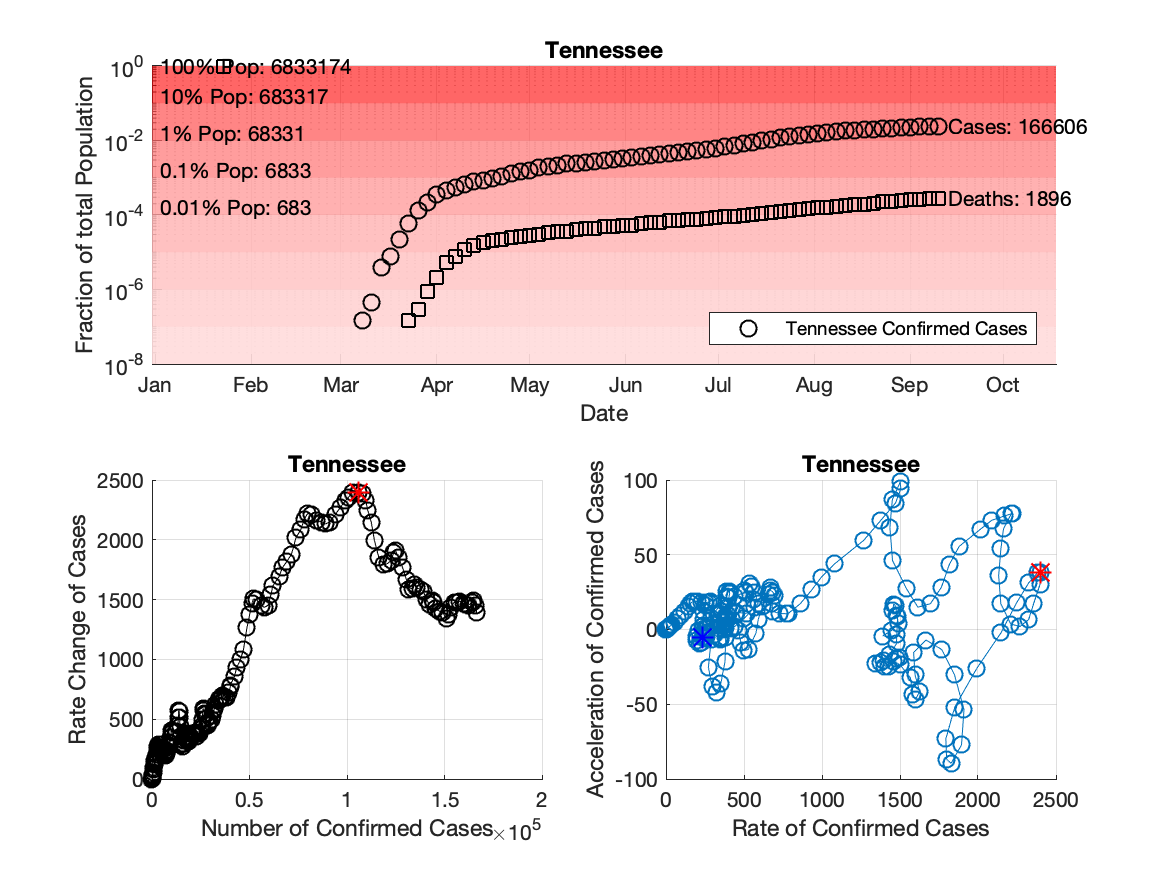 Tennessee
10^0
10^-2
10^-4
10^-6
10^-8
Fraction of total Population
100% Pop: 6833174
10% Pop: 683317
1% Pop: 68331
0.1% Pop: 6833
0.01% Pop: 683
Cases: 166606
Deaths: 1896
Tennessee Confirmed Cases
Jan Feb Mar Apr May Jun Jul Aug Sep Oct
Date
Tennessee
2500
2000
1500
1000
500
0
Rate Change of Cases
0 0.5 1 1.5 2
Number of Confirmed Cases ×10^5
Tennessee
100
50
0
-50
-100
Acceleration of Confirmed Cases
0 500 1000 1500 2000 2500
Rate of Confirmed Cases